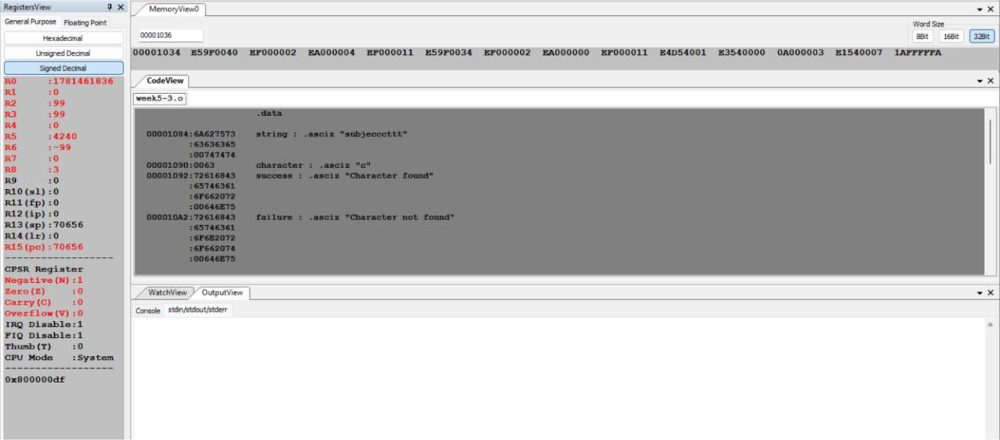 RegistersView
General Purpose Floating Point
Hexadecimal
Unsigned Decimal
Signed Decimal
R0 :1781461836
R1 :0
R2 :99
R3 :99
R4 :0
R5 :4240
R6 :-99
R7 :0
R8 :3
R9 :0
R10(sl):0
R11(fp):0
R12(ip):0
R13(sp):70656
R14(lr):0
R15(pc):70656
-------------------
CPSR Register
Negative(N):1
Zero(Z) :0
Carry(C) :0
Overflow(V):0
IRQ Disable:1
FIQ Disable:1
Thumb(T) :0
CPU Mode :System
-------------------
0x800000df
MemoryView0
00001036
Word Size
8Bit 16Bit 32Bit
00001034 E59F0040 EF000002 EA000004 EF000011 E59F0034 EF000002 EA000000 EF000011 E4D54001 E3540000 0A000003 E1540007 1AFFFFFA
CodeView
week5-3.o
.data
00001084:6A627573 string : .asciz "subjecccttt"
:63636365
:00747474
00001090:0063 character : .asciz "c"
00001092:72616843 success : .asciz "Character found"
:65746361
:6F662072
:00646E75
000010A2:72616843 failure : .asciz "Character not found"
:65746361
:6F6E2072
:6F662074
:00646E75
WatchView OutputView
Console stdin/stdout/stderr